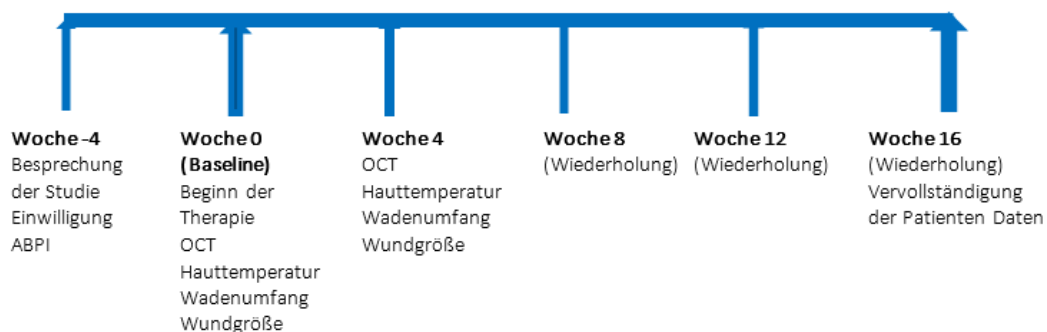 Woche -4
Besprechung
der Studie
Einwilligung
ABPI
Woche 0
(Baseline)
Beginn der
Therapie
OCT
Hauttemperatur
Wadenumfang
Wundgröße
Woche 4
OCT
Hauttemperatur
Wadenumfang
Wundgröße
Woche 8
(Wiederholung)
Woche 12
(Wiederholung)
Woche 16
(Wiederholung)
Vervollständigung
der Patienten Daten